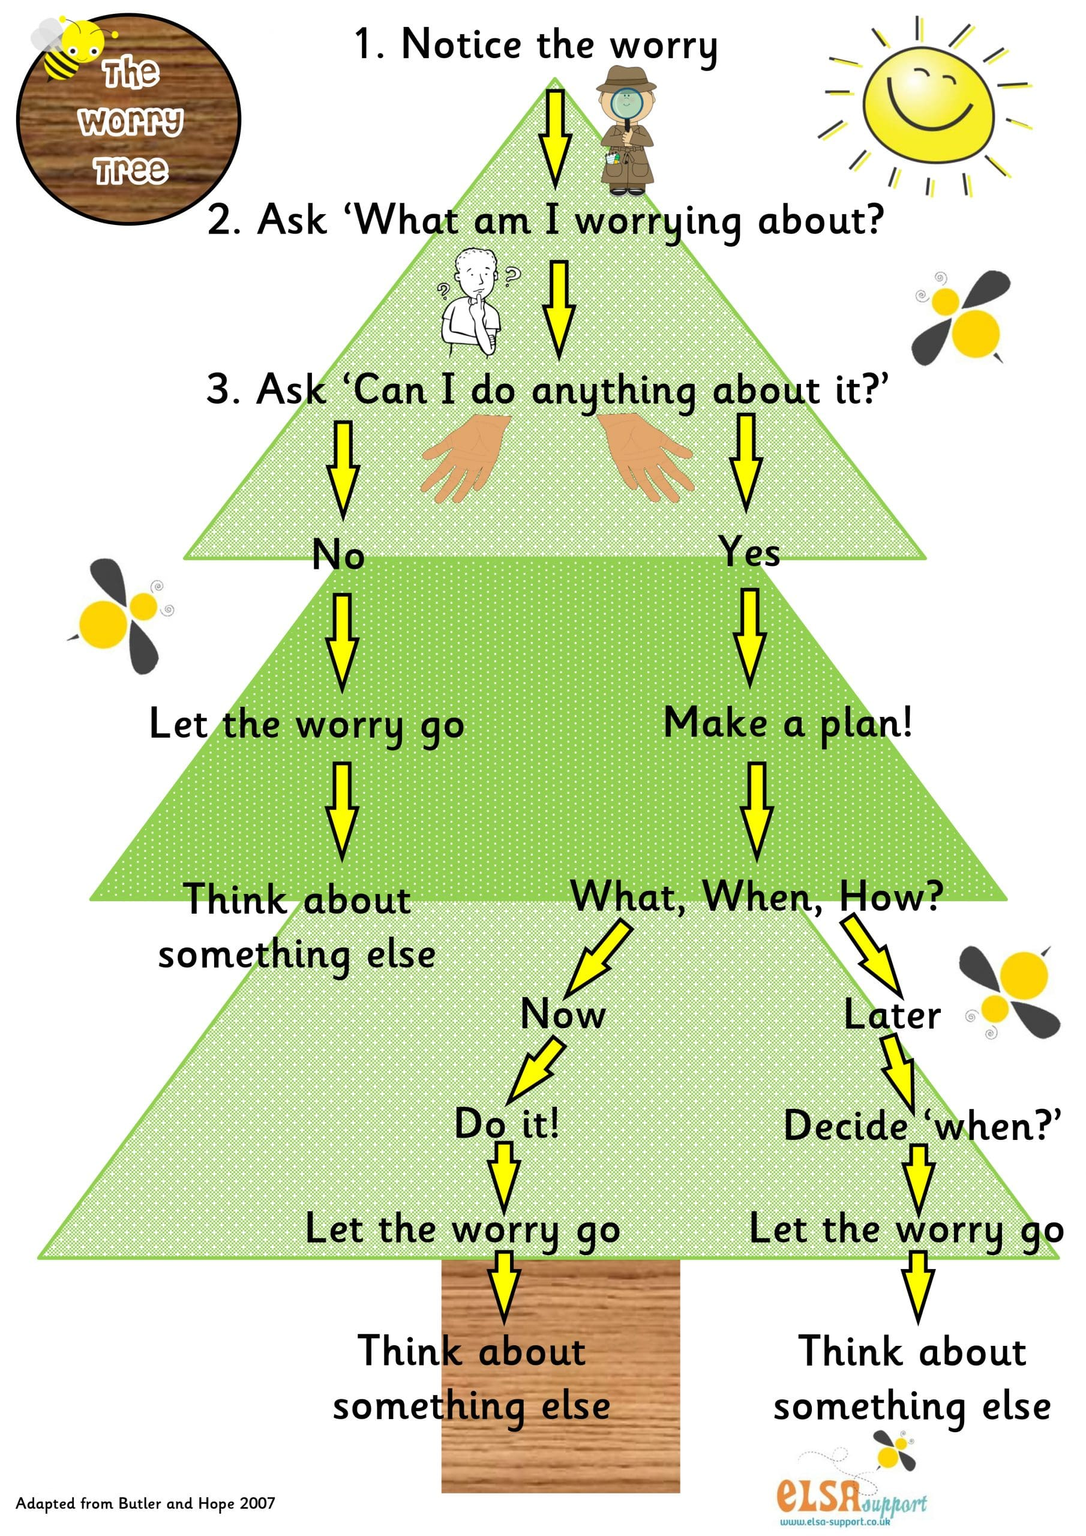 The
Worry
Tree
1. Notice the worry
2. Ask ‘What am I worrying about?
?
?
3. Ask ‘Can I do anything about it?’
No
Yes
Let the worry go
Make a plan!
Think about
something else
What, When, How?
Now
Later
Do it!
Decide ‘when?’
Let the worry go
Let the worry go
Think about
something else
Think about
something else
Adapted from Butler and Hope 2007
eLSA support
www.elsa-support.co.uk